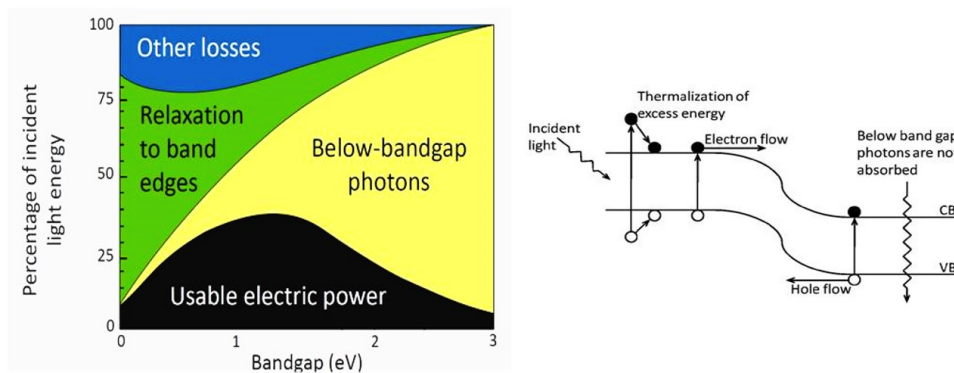 100
75
50
25
0
0
1
2
3
Percentage of incident
light energy
Bandgap (eV)
Other losses
Relaxation
to band
edges
Below-bandgap
photons
Usable electric power
Incident
light
Thermalization of
excess energy
Electron flow
Below band gap
photons are not
absorbed
CB
VB
Hole flow